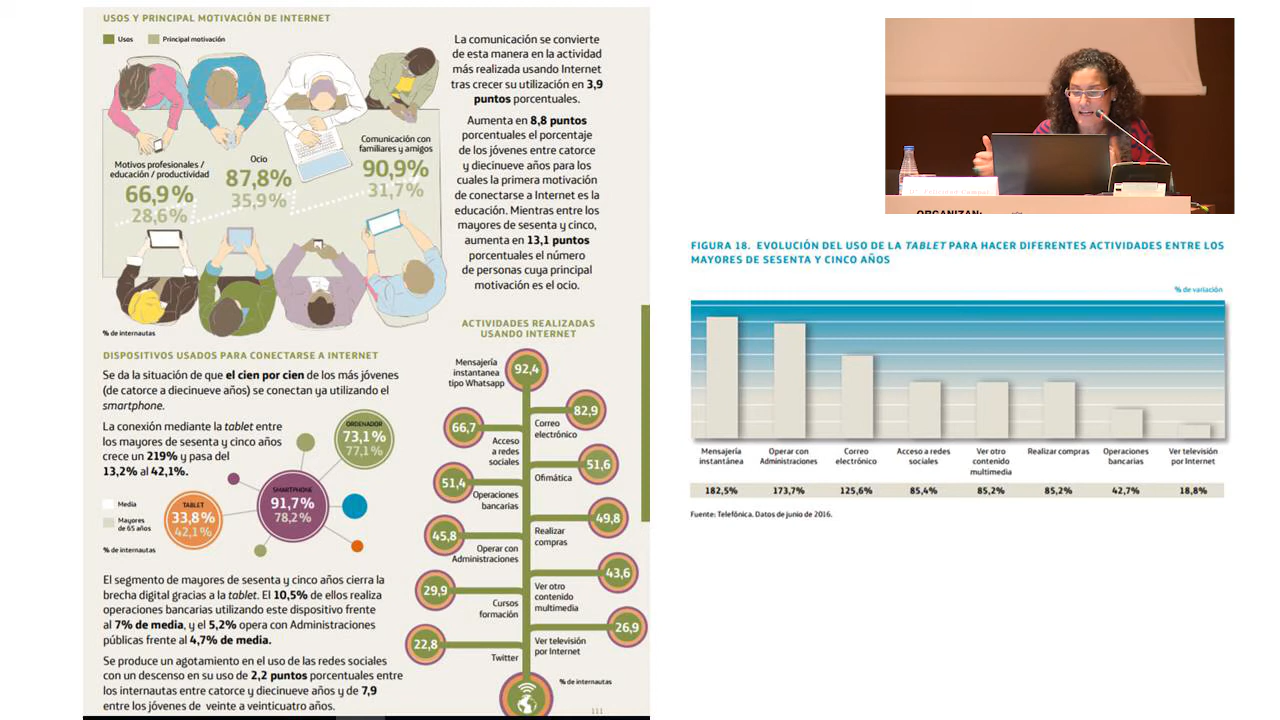 USOS Y PRINCIPAL MOTIVACIÓN DE INTERNET
Usos
Principal motivación
Motivos profesionales /
educación / productividad
66,9%
28,6%
Ocio
87,8%
35,9%
Comunicación con
familiares y amigos
90,9%
31,7%
% de internautas
La comunicación se convierte
de esta manera en la actividad
más realizada usando Internet
tras crecer su utilización en 3,9
puntos porcentuales.
Aumenta en 8,8 puntos
porcentuales el porcentaje
de los jóvenes entre catorce
y diecinueve años para los
cuales la primera motivación
de conectarse a Internet es la
educación. Mientras entre los
mayores de sesenta y cinco,
aumenta en 13,1 puntos
porcentuales el número
de personas cuya principal
motivación es el ocio.
DISPOSITIVOS USADOS PARA CONECTARSE A INTERNET
Se da la situación de que el cien por cien de los más jóvenes
(de catorce a diecinueve años) se conectan ya utilizando el
smartphone.
La conexión mediante la tablet entre
los mayores de sesenta y cinco años
crece un 219% y pasa del
13,2% al 42,1%.
ORDENADOR
73,1%
77,1%
SMARTPHONE
91,7%
78,2%
TABLET
33,8%
42,1%
Media
Mayores
de 65 años
% de internautas
El segmento de mayores de sesenta y cinco años cierra la
brecha digital gracias a la tablet. El 10,5% de ellos realiza
operaciones bancarias utilizando este dispositivo frente
al 7% de media, y el 5,2% opera con Administraciones
públicas frente al 4,7% de media.
Se produce un agotamiento en el uso de las redes sociales
con un descenso en su uso de 2,2 puntos porcentuales entre
los internautas entre catorce y diecinueve años y de 7,9
entre los jóvenes de veinte a veinticuatro años.
ACTIVIDADES REALIZADAS
USANDO INTERNET
Mensajería
instantanea
tipo Whatsapp
92,4
82,9
Correo
electrónico
66,7
Acceso
a redes
sociales
51,6
Ofimática
51,4
Operaciones
bancarias
49,8
Realizar
compras
45,8
Operar con
Administraciones
43,6
Ver otro
contenido
multimedia
29,9
Cursos
formación
26,9
Ver televisión
por Internet
22,8
Twitter
% de internautas
111
ORGANIZAN:
FIGURA 18. EVOLUCIÓN DEL USO DE LA TABLET PARA HACER DIFERENTES ACTIVIDADES ENTRE LOS
MAYORES DE SESENTA Y CINCO AÑOS
% de variación
Mensajería
instantánea
Operar con
Administraciones
Correo
electrónico
Acceso a redes
sociales
Ver otro
contenido
multimedia
Realizar compras
Operaciones
bancarias
Ver televisión
por Internet
182,5% 173,7% 125,6% 85,4% 85,2% 85,2% 42,7% 18,8%
Fuente: Telefónica. Datos de junio de 2016.